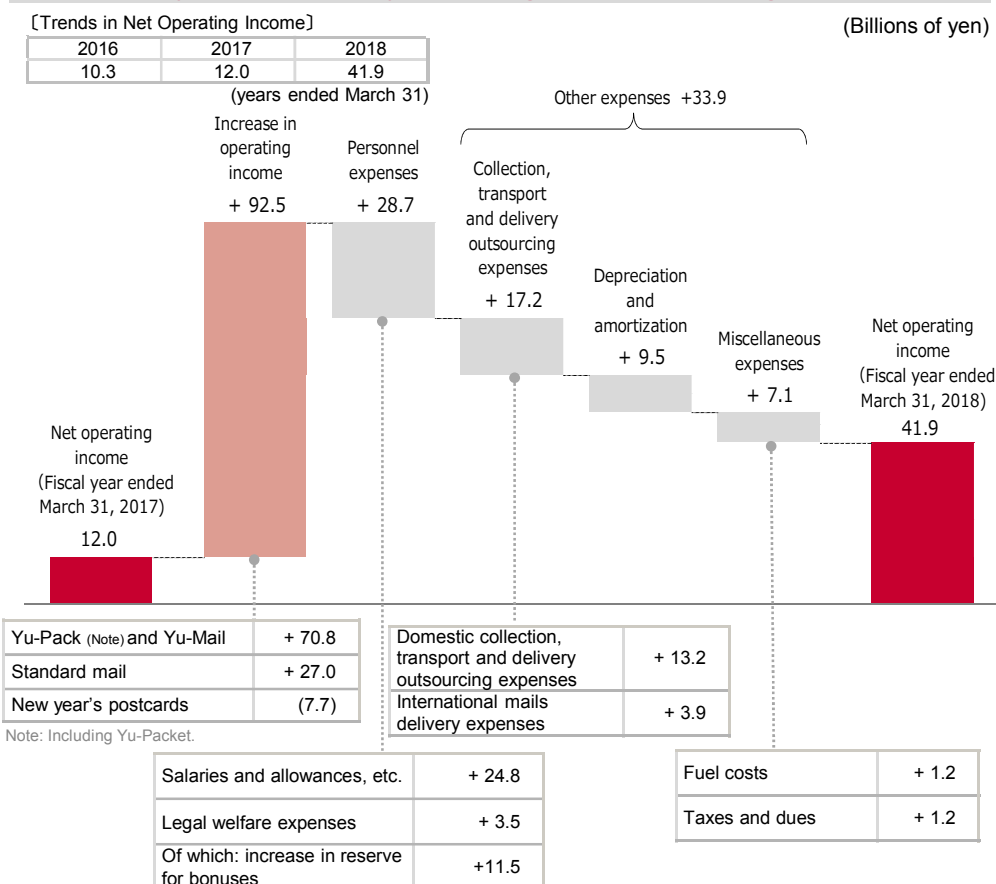 〔Trends in Net Operating Income〕
(Billions of yen)
2016 2017 2018
10.3 12.0 41.9
(years ended March 31)
Other expenses +33.9
Increase in
operating
income
+ 92.5
Personnel
expenses
+ 28.7
Collection,
transport
and delivery
outsourcing
expenses
+ 17.2
Depreciation
and
amortization
+ 9.5
Miscellaneous
expenses
+ 7.1
Net operating
income
(Fiscal year ended
March 31, 2018)
41.9
Net operating
income
(Fiscal year ended
March 31, 2017)
12.0
Yu-Pack (Note) and Yu-Mail + 70.8
Standard mail + 27.0
New year's postcards (7.7)
Note: Including Yu-Packet.
Domestic collection,
transport and delivery
outsourcing expenses + 13.2
International mails
delivery expenses + 3.9
Salaries and allowances, etc. + 24.8
Legal welfare expenses + 3.5
Of which: increase in reserve
for bonuses +11.5
Fuel costs + 1.2
Taxes and dues + 1.2